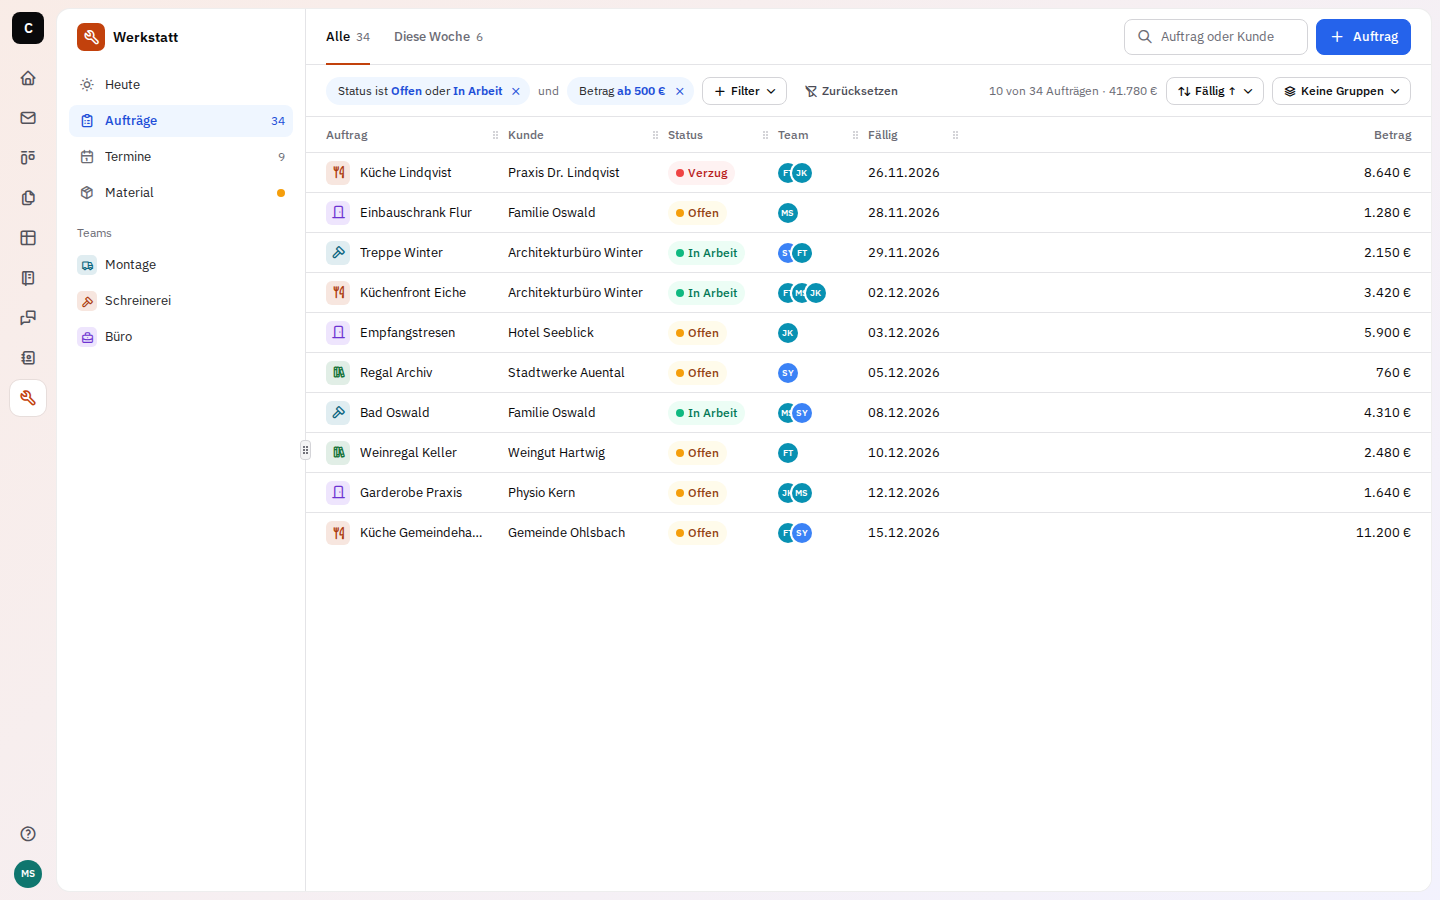 C
Werkstatt
Heute
Aufträge 34
Termine 9
Material
Teams
Montage
Schreinerei
Büro
MS
Alle 34 Diese Woche 6
Auftrag oder Kunde
Auftrag
Status ist Offen oder In Arbeit und Betrag ab 500 € Filter Zurücksetzen 10 von 34 Aufträgen · 41.780 € Fällig ↑ Keine Gruppen
Auftrag Kunde Status Team Fällig Betrag
Küche Lindqvist Praxis Dr. Lindqvist Verzug JK 26.11.2026 8.640 €
Einbauschrank Flur Familie Oswald Offen MS 28.11.2026 1.280 €
Treppe Winter Architekturbüro Winter In Arbeit FT 29.11.2026 2.150 €
Küchenfront Eiche Architekturbüro Winter In Arbeit JK 02.12.2026 3.420 €
Empfangstresen Hotel Seeblick Offen JK 03.12.2026 5.900 €
Regal Archiv Stadtwerke Auental Offen SY 05.12.2026 760 €
Bad Oswald Familie Oswald In Arbeit SY 08.12.2026 4.310 €
Weinregal Keller Weingut Hartwig Offen FT 10.12.2026 2.480 €
Garderobe Praxis Physio Kern Offen MS 12.12.2026 1.640 €
Küche Gemeindeha... Gemeinde Ohlsbach Offen SY 15.12.2026 11.200 €